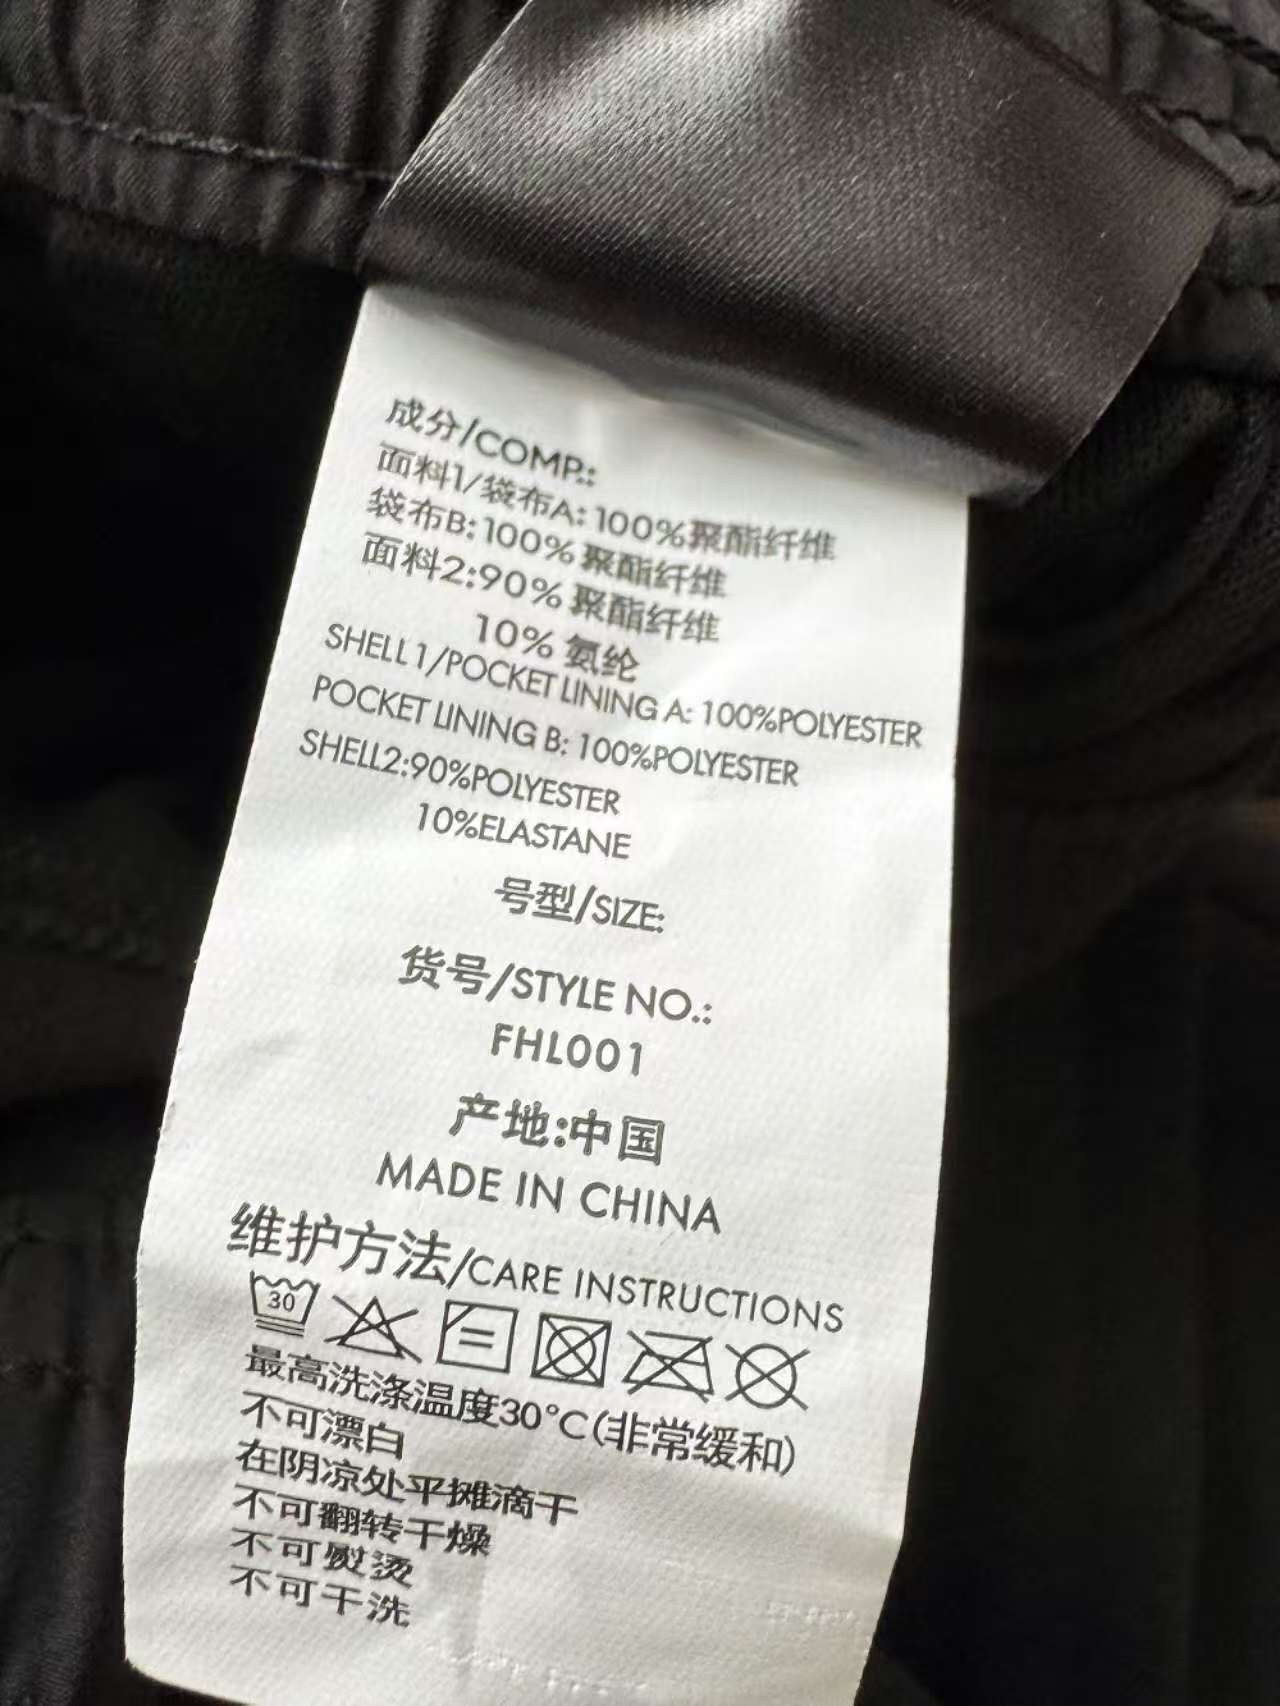 成分/COMP.:
面料1/袋布A:100%聚酯纤维
袋布B:100%聚酯纤维
面料2:90%聚酯纤维
10%氨纶
SHELL 1/POCKET LINING A: 100%POLYESTER
POCKET LINING B: 100%POLYESTER
SHELL2:90%POLYESTER
10%ELASTANE
号型/SIZE:
货号/STYLE NO.:
FHL001
产地:中国
MADE IN CHINA
维护方法/CARE INSTRUCTIONS
30
最高洗涤温度30°C(非常缓和)
不可漂白
在阴凉处平摊滴干
不可翻转干燥
不可熨烫
不可干洗